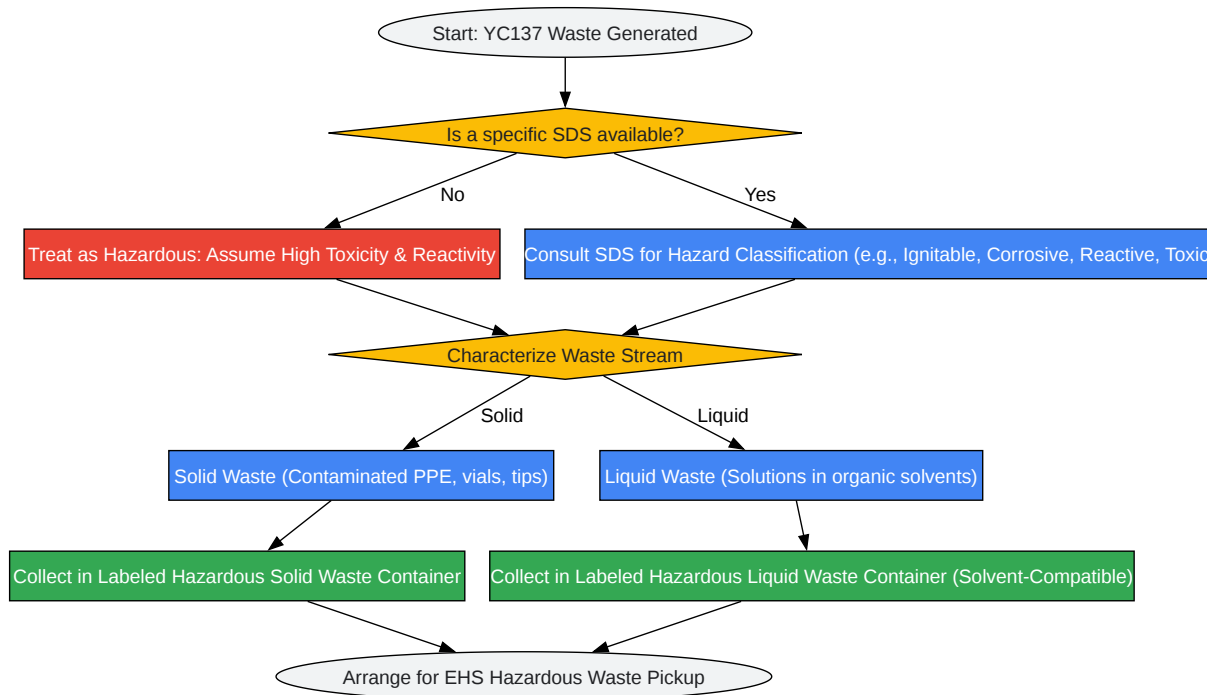 Start: YC137 Waste Generated
Is a specific SDS available?
No
Yes
Treat as Hazardous: Assume High Toxicity & Reactivity
Consult SDS for Hazard Classification (e.g., Ignitable, Corrosive, Reactive, Toxic
Characterize Waste Stream
Solid
Liquid
Solid Waste (Contaminated PPE, vials, tips)
Liquid Waste (Solutions in organic solvents)
Collect in Labeled Hazardous Solid Waste Container
Collect in Labeled Hazardous Liquid Waste Container (Solvent-Compatible)
Arrange for EHS Hazardous Waste Pickup